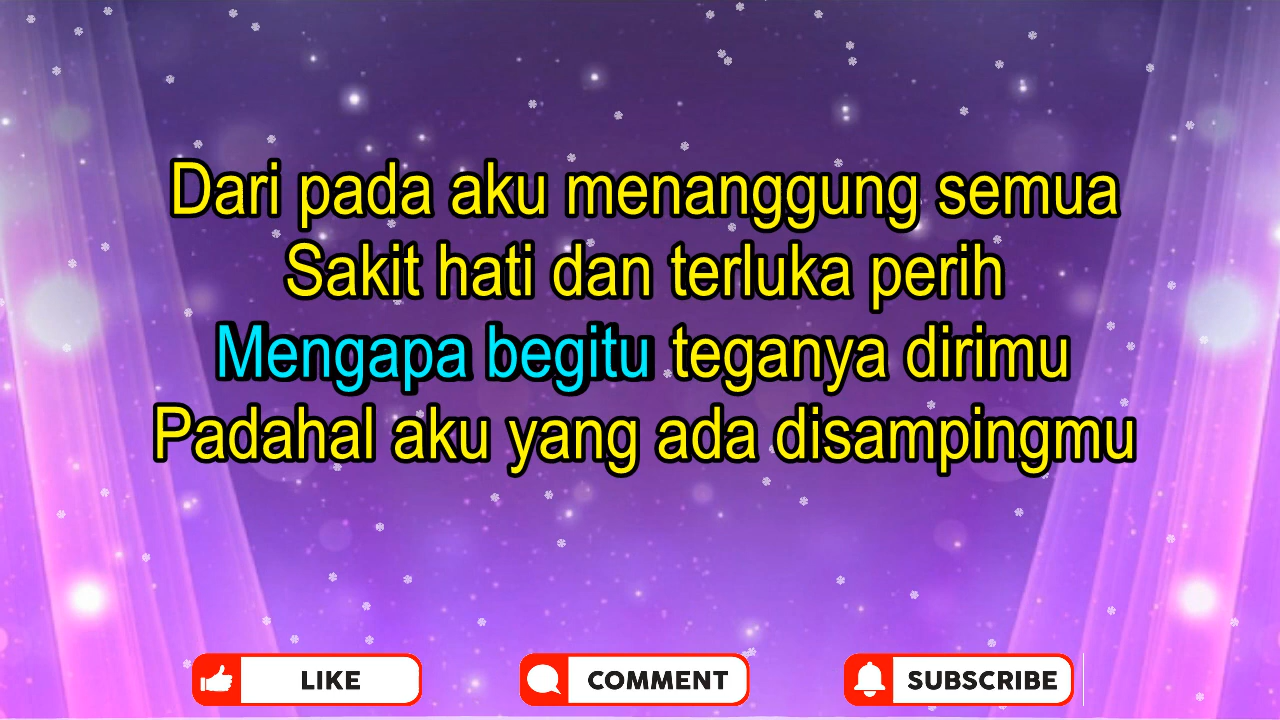 Dari pada aku menanggung semua
Sakit hati dan terluka perih
Mengapa begitu teganya dirimu
Padahal aku yang ada disampingmu
LIKE
COMMENT
SUBSCRIBE